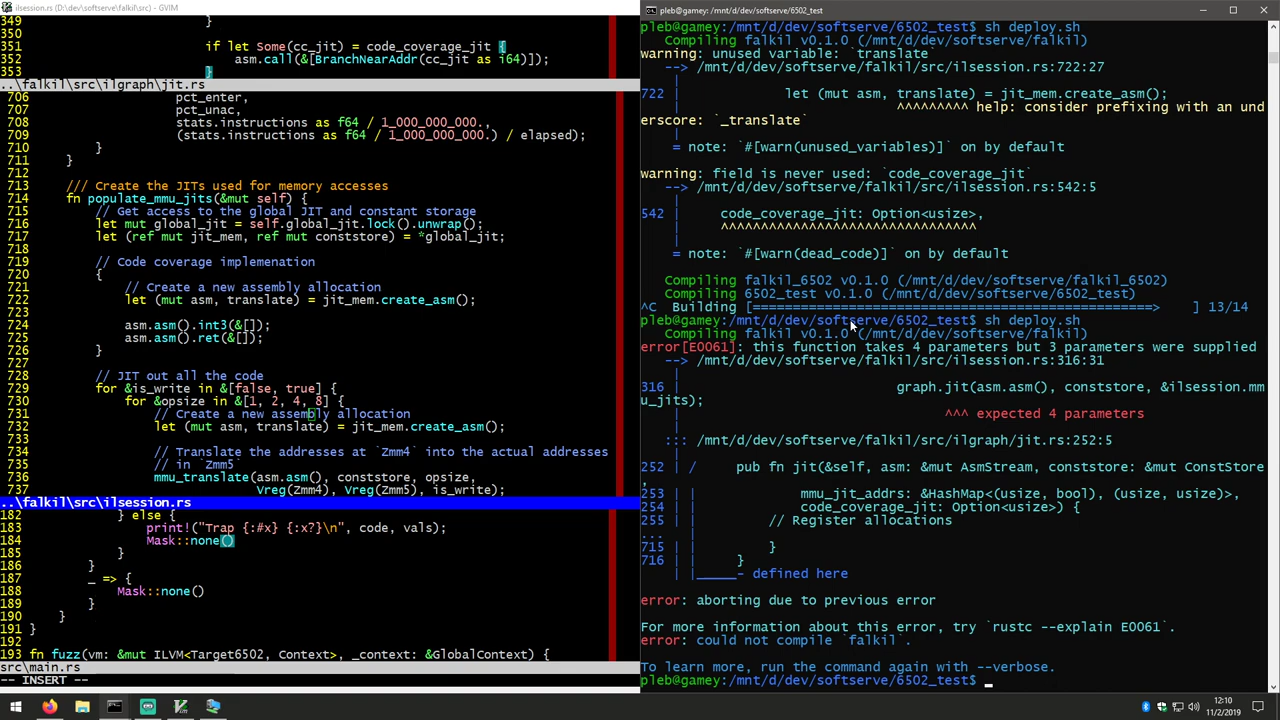 ilsession.rs (D:\dev\softserve\falkil\src) - GVIM
349 }
350
351 if let Some(cc_jit) = code_coverage_jit {
352 asm.call(&[BranchNearAddr(cc_jit as i64)]);
353 }
..\falkil\src\ilgraph\jit.rs
706 pct_enter,
707 pct_unac,
708 stats.instructions as f64 / 1_000_000_000.,
709 (stats.instructions as f64 / 1_000_000_000.) / elapsed);
710 }
711 }
712
713 /// Create the JITs used for memory accesses
714 fn populate_mmu_jits(&mut self) {
715 // Get access to the global JIT and constant storage
716 let mut global_jit = self.global_jit.lock().unwrap();
717 let (ref mut jit_mem, ref mut conststore) = *global_jit;
718
719 // Code coverage implemenation
720 {
721 // Create a new assembly allocation
722 let (mut asm, translate) = jit_mem.create_asm();
723
724 asm.asm().int3(&[]);
725 asm.asm().ret(&[]);
726 }
727
728 // JIT out all the code
729 for &is_write in &[false, true] {
730 for &opsize in &[1, 2, 4, 8] {
731 // Create a new assembly allocation
732 let (mut asm, translate) = jit_mem.create_asm();
733
734 // Translate the addresses at `Zmm4` into the actual addresses
735 // in `Zmm5`
736 mmu_translate(asm.asm(), conststore, opsize,
737 Vreg(Zmm4), Vreg(Zmm5), is_write);
..\falkil\src\ilsession.rs
182 } else {
183 print!("Trap {:#x} {:x?}\n", code, vals);
184 Mask::none()
185 }
186 }
187 _ => {
188 Mask::none()
189 }
190 }
191 }
192
193 fn fuzz(vm: &mut ILVM<Target6502, Context>, _context: &GlobalContext) {
src\main.rs
-- INSERT --
pleb@gamey: /mnt/d/dev/softserve/6502_test
pleb@gamey:/mnt/d/dev/softserve/6502_test$ sh deploy.sh
Compiling falkil v0.1.0 (/mnt/d/dev/softserve/falkil)
warning: unused variable: `translate`
--> /mnt/d/dev/softserve/falkil/src/ilsession.rs:722:27
|
722 | let (mut asm, translate) = jit_mem.create_asm();
| ^^^^^^^^^ help: consider prefixing with an und
erscore: `_translate`
|
= note: `#[warn(unused_variables)]` on by default
warning: field is never used: `code_coverage_jit`
--> /mnt/d/dev/softserve/falkil/src/ilsession.rs:542:5
|
542 | code_coverage_jit: Option<usize>,
| ^^^^^^^^^^^^^^^^^^^^^^^^^^^^^^^^
|
= note: `#[warn(dead_code)]` on by default
Compiling falkil_6502 v0.1.0 (/mnt/d/dev/softserve/falkil_6502)
Compiling 6502_test v0.1.0 (/mnt/d/dev/softserve/6502_test)
^C Building [====================================================> ] 13/14
pleb@gamey:/mnt/d/dev/softserve/6502_test$ sh deploy.sh
Compiling falkil v0.1.0 (/mnt/d/dev/softserve/falkil)
error[E0061]: this function takes 4 parameters but 3 parameters were supplied
--> /mnt/d/dev/softserve/falkil/src/ilsession.rs:316:31
|
316 | graph.jit(asm.asm(), conststore, &ilsession.mm
u_jits);
| ^^^ expected 4 parameters
::: /mnt/d/dev/softserve/falkil/src/ilgraph/jit.rs:252:5
|
252 | / pub fn jit(&self, asm: &mut AsmStream, conststore: &mut ConstStore
,
253 | | mmu_jit_addrs: &HashMap<(usize, bool), (usize, usize)>,
254 | | code_coverage_jit: Option<usize>) {
255 | | // Register allocations
... |
715 | | }
716 | | }
| |_____- defined here
error: aborting due to previous error
For more information about this error, try `rustc --explain E0061`.
error: could not compile `falkil`.
To learn more, run the command again with --verbose.
pleb@gamey:/mnt/d/dev/softserve/6502_test$
12:10
11/2/2019